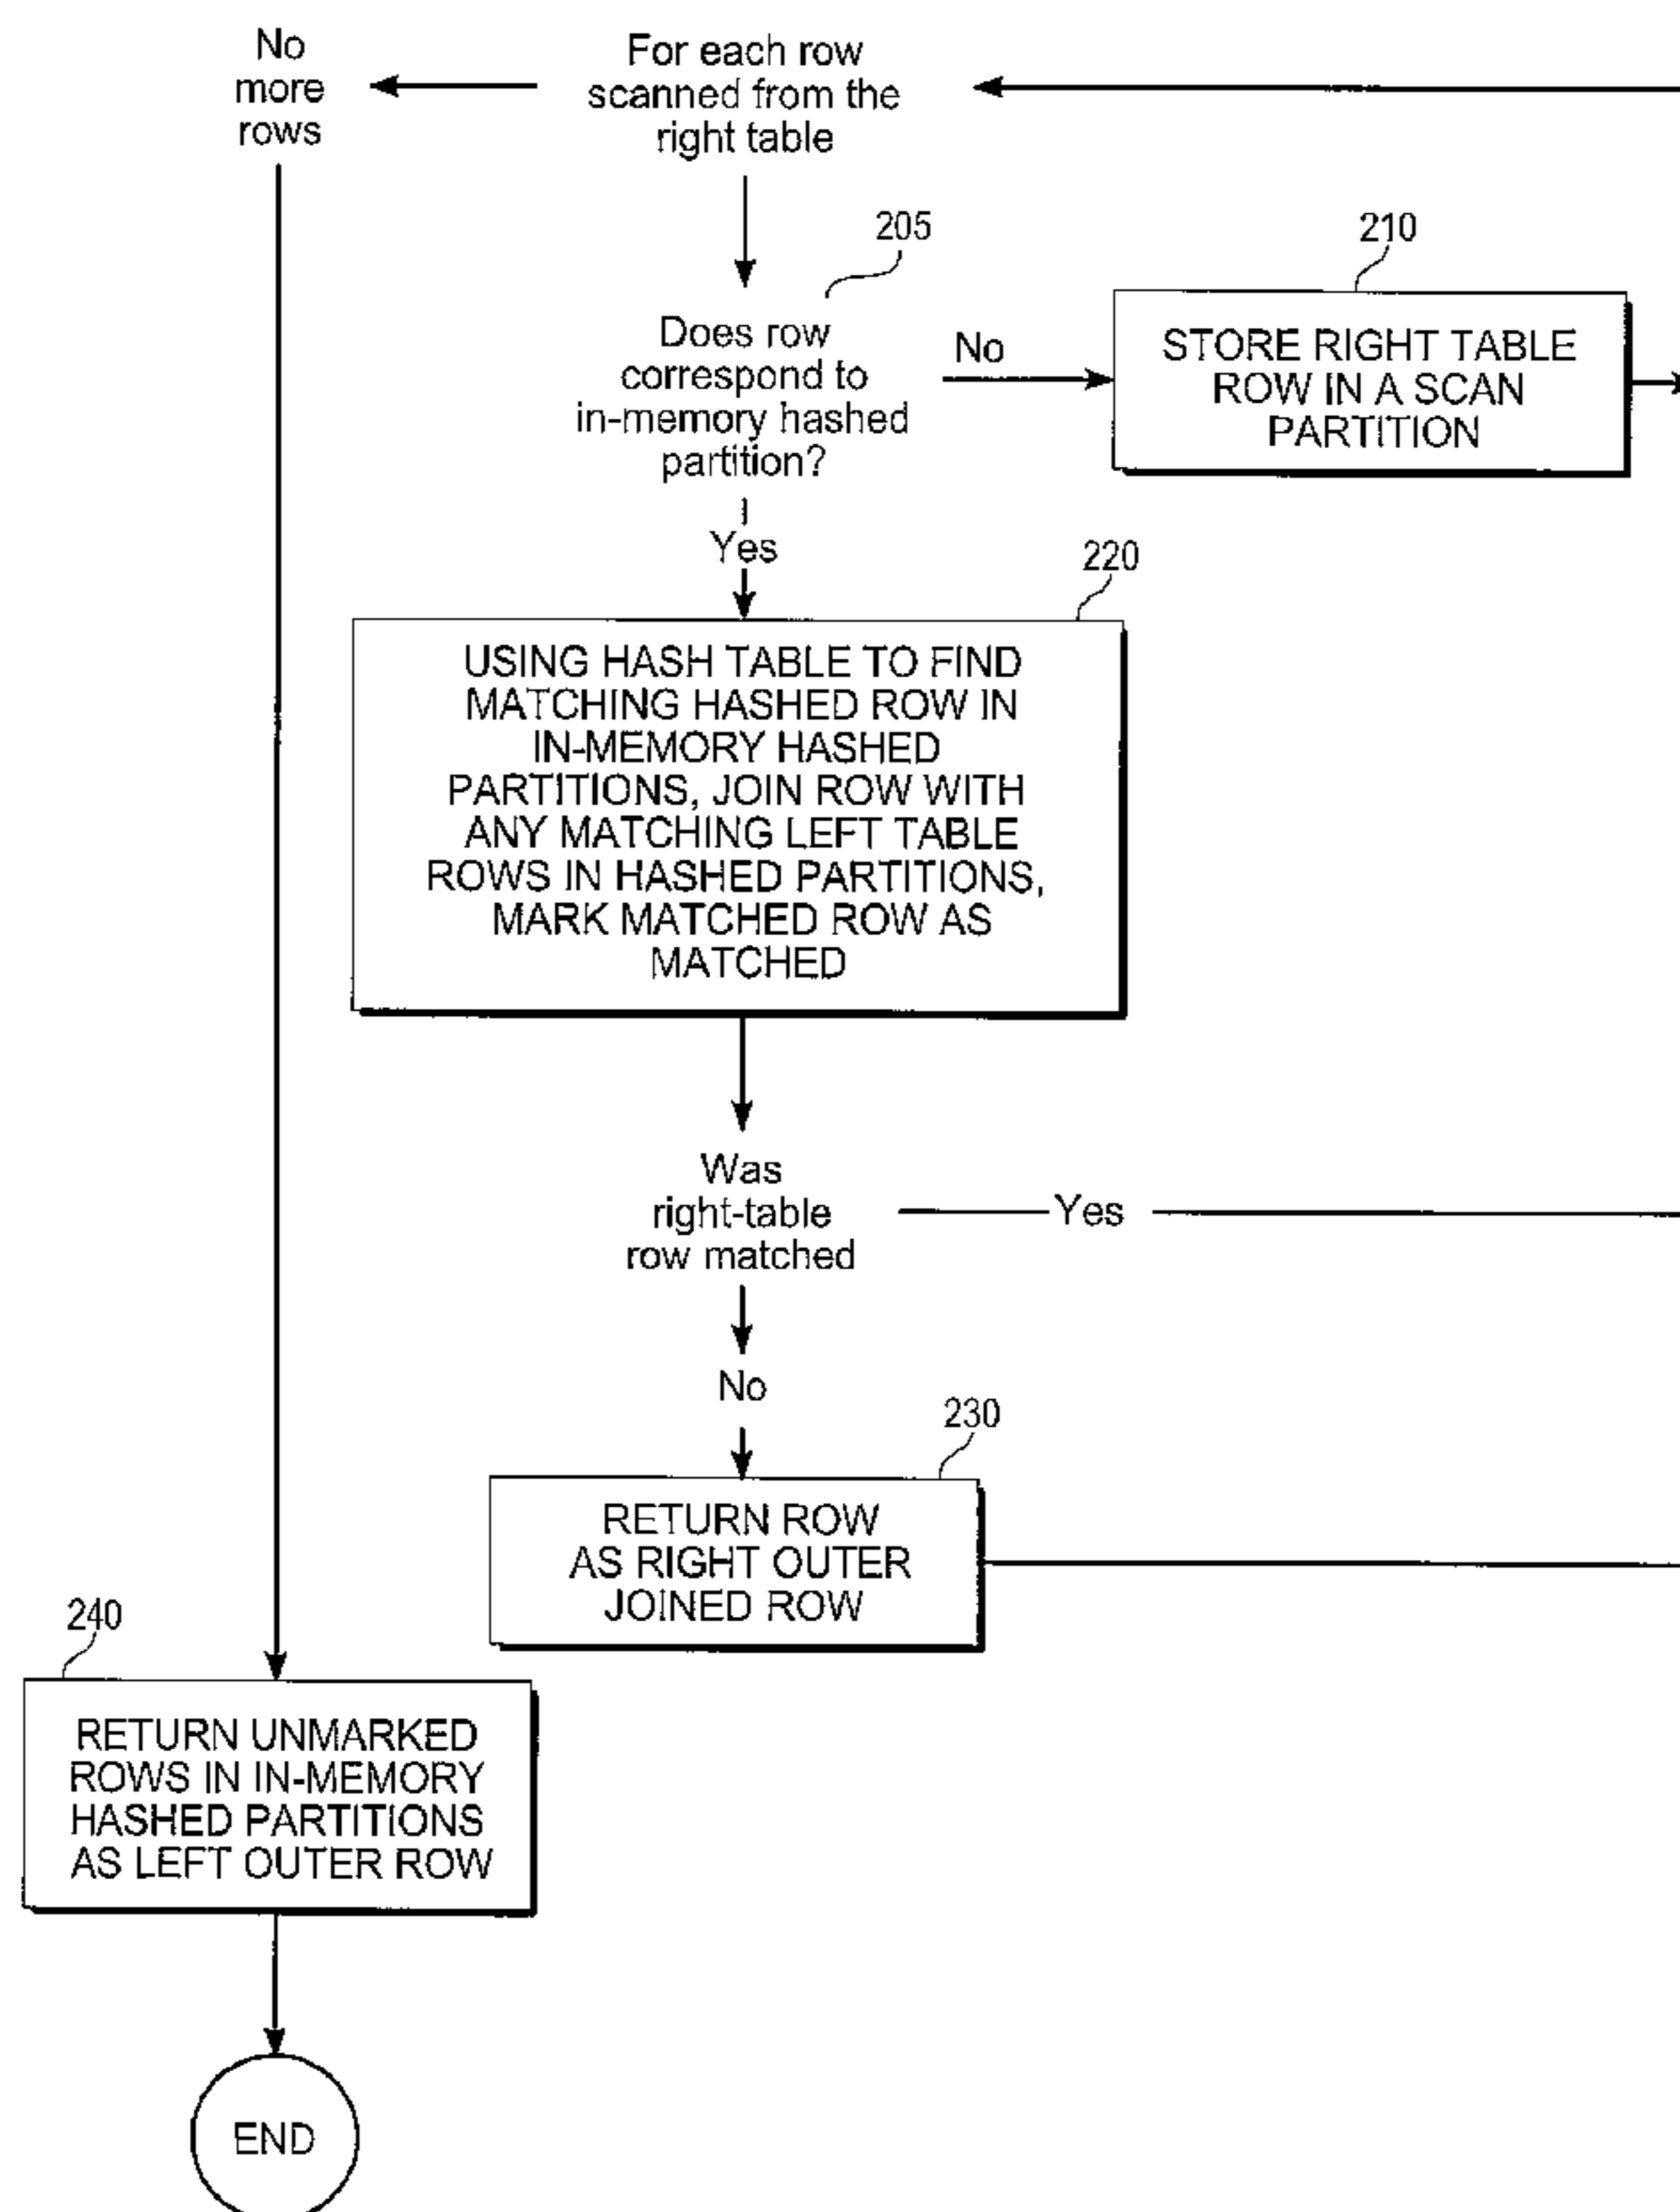 No
more
rows
For each row
scanned from the
right table
205
Does row
correspond to
in-memory hashed
partition?
No
210
STORE RIGHT TABLE
ROW IN A SCAN
PARTITION
Yes
220
USING HASH TABLE TO FIND
MATCHING HASHED ROW IN
IN-MEMORY HASHED
PARTITIONS, JOIN ROW WITH
ANY MATCHING LEFT TABLE
ROWS IN HASHED PARTITIONS,
MARK MATCHED ROW AS
MATCHED
Was
right-table
row matched
Yes
No
230
RETURN ROW
AS RIGHT OUTER
JOINED ROW
240
RETURN UNMARKED
ROWS IN IN-MEMORY
HASHED PARTITIONS
AS LEFT OUTER ROW
END